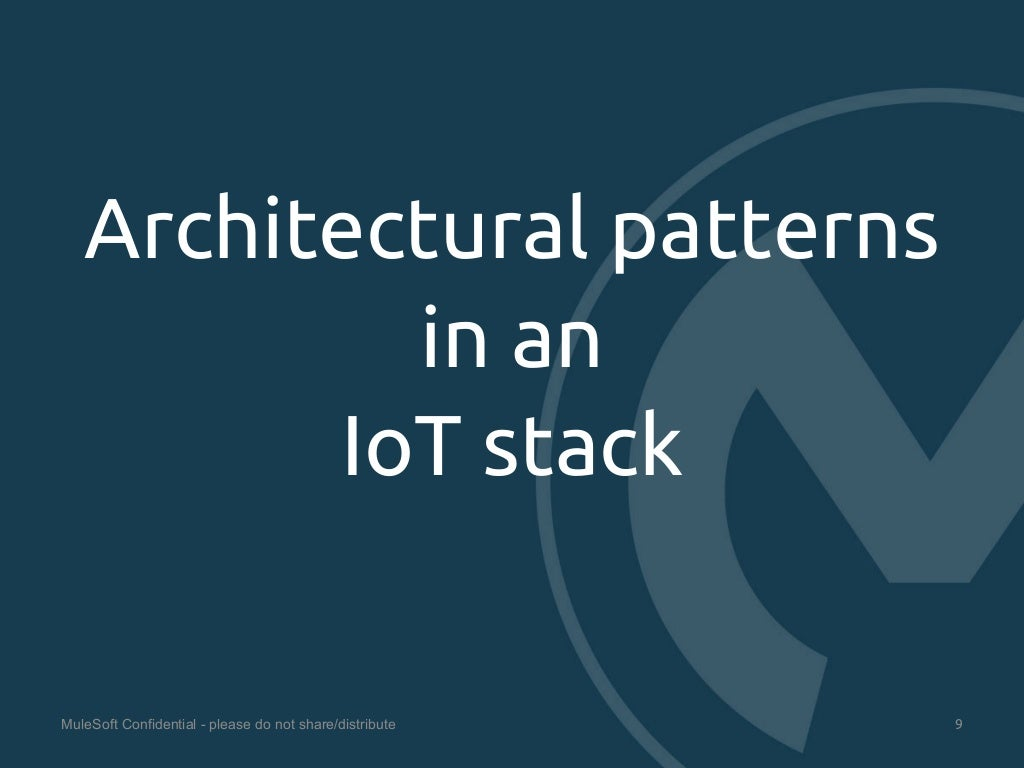 Architectural patterns
in an
IoT stack
MuleSoft Confidential - please do not share/distribute
9